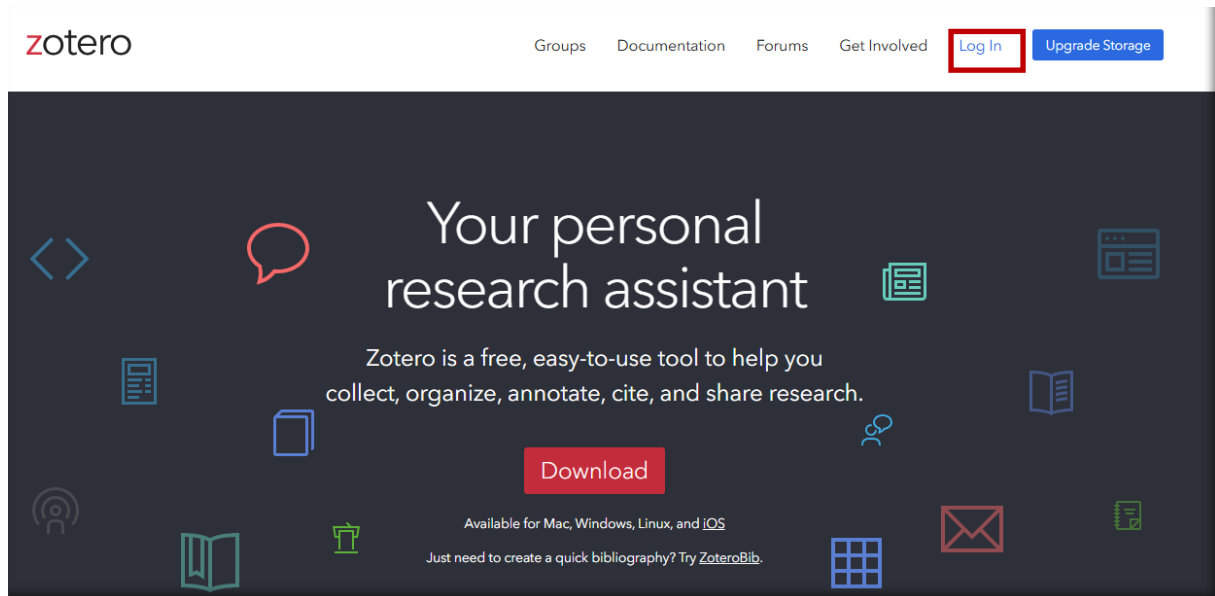 zotero
Groups Documentation Forums Get Involved Log In Upgrade Storage
Your personal
research assistant
Zotero is a free, easy-to-use tool to help you
collect, organize, annotate, cite, and share research.
Download
Available for Mac, Windows, Linux, and iOS
Just need to create a quick bibliography? Try ZoteroBib.